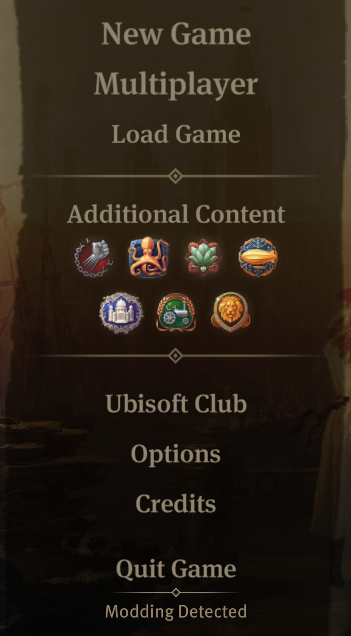 New Game
Multiplayer
Load Game
Additional Content
Ubisoft Club
Options
Credits
Quit Game
Modding Detected